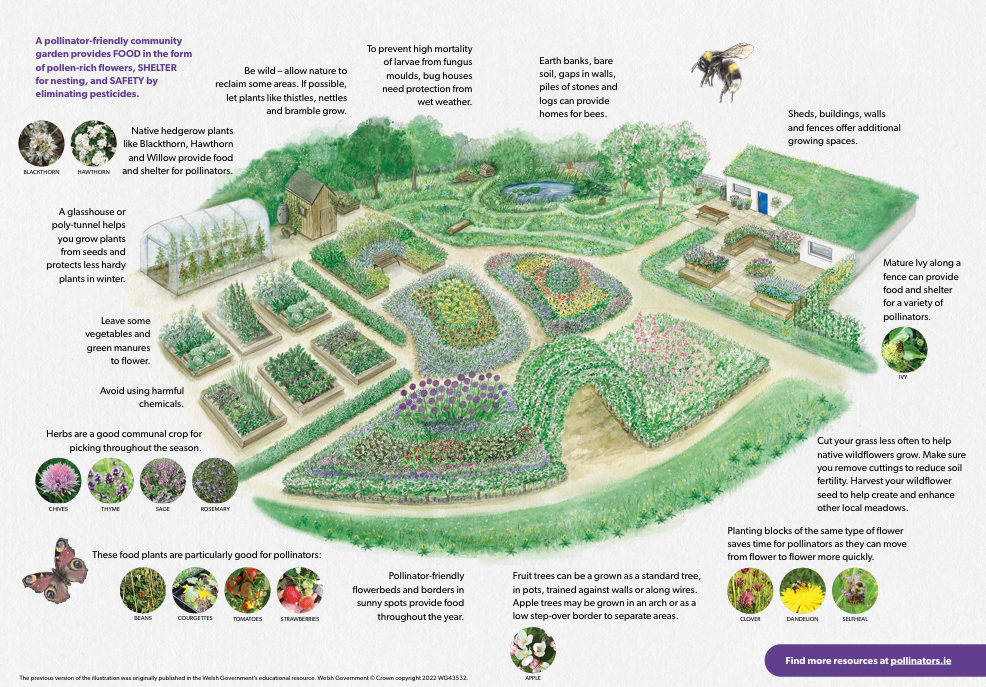 A pollinator-friendly community
garden provides FOOD in the form
of pollen-rich flowers, SHELTER
for nesting, and SAFETY by
eliminating pesticides.
Be wild – allow nature to
reclaim some areas. If possible,
let plants like thistles, nettles
and bramble grow.
To prevent high mortality
of larvae from fungus
moulds, bug houses
need protection from
wet weather.
Earth banks, bare
soil, gaps in walls,
piles of stones and
logs can provide
homes for bees.
Sheds, buildings, walls
and fences offer additional
growing spaces.
Native hedgerow plants
like Blackthorn, Hawthorn
and Willow provide food
and shelter for pollinators.
BLACKTHORN
HAWTHORN
A glasshouse or
poly-tunnel helps
you grow plants
from seeds and
protects less hardy
plants in winter.
Mature Ivy along a
fence can provide
food and shelter
for a variety of
pollinators.
IVY
Leave some
vegetables and
green manures
to flower.
Avoid using harmful
chemicals.
Herbs are a good communal crop for
picking throughout the season.
CHIVES
THYME
SAGE
ROSEMARY
Cut your grass less often to help
native wildflowers grow. Make sure
you remove cuttings to reduce soil
fertility. Harvest your wildflower
seed to help create and enhance
other local meadows.
Planting blocks of the same type of flower
saves time for pollinators as they can move
from flower to flower more quickly.
CLOVER
DANDELION
SELFHEAL
These food plants are particularly good for pollinators:
BEANS
COURGETTES
TOMATOES
STRAWBERRIES
Pollinator-friendly
flowerbeds and borders in
sunny spots provide food
throughout the year.
Fruit trees can be a grown as a standard tree,
in pots, trained against walls or along wires.
Apple trees may be grown in an arch or as a
low step-over border to separate areas.
APPLE
Find more resources at pollinators.ie
The previous version of the illustration was originally published in the Welsh Government's educational resource. Welsh Government © Crown copyright 2022 WG43532.